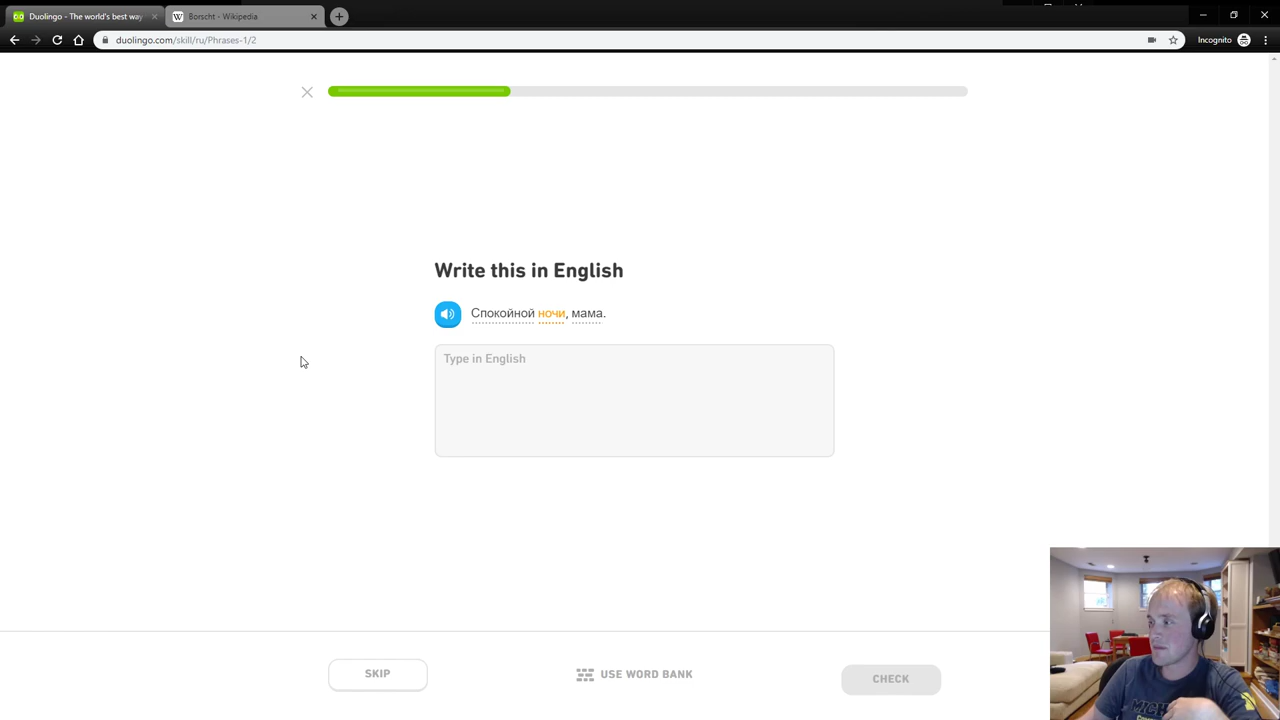 Duolingo - The world's best way
Borscht - Wikipedia
duolingo.com/skill/ru/Phrases-1/2
Incognito
Write this in English
Спокойной ночи, мама.
Type in English
SKIP
USE WORD BANK
CHECK